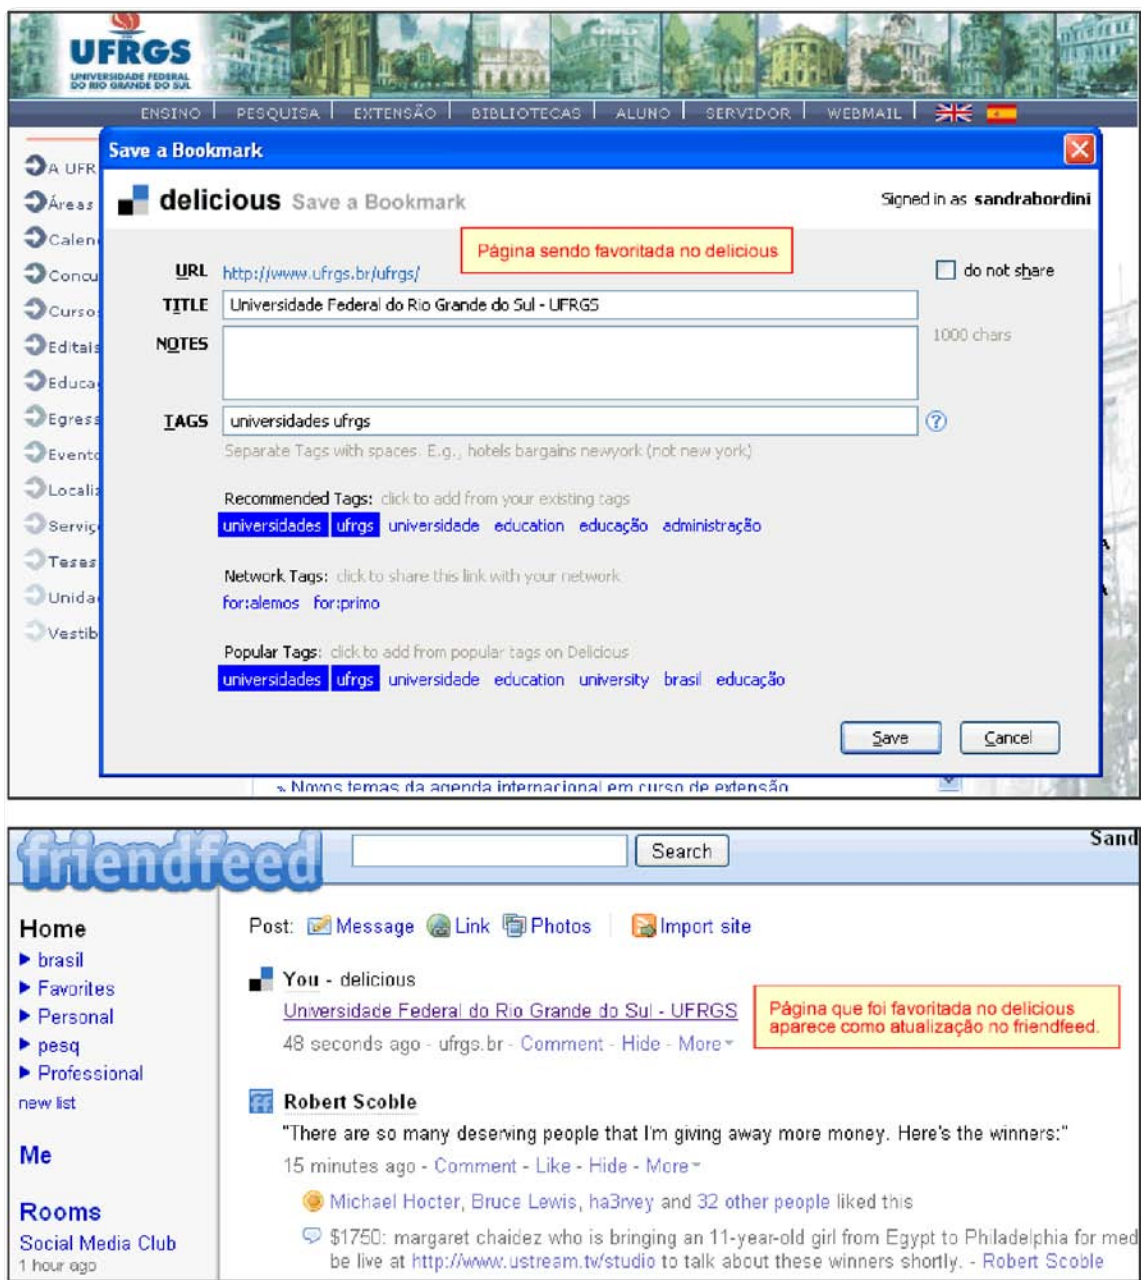 UFRGS
UNIVERSIDADE FEDERAL
DO RIO GRANDE DO SUL
ENSINO | PESQUISA | EXTENSÃO | BIBLIOTECAS | ALUNO | SERVIDOR | WEBMAIL |
Save a Bookmark
A UFR
Áreas
Calen
Concu
Cursos
Editais
Educa
Egress
Evento
Localiz
Serviç
Teses
Unida
Vestib
delicious Save a Bookmark
Signed in as sandrabordini
Página sendo favoritada no delicious
URL http://www.ufrgs.br/ufrgs/
do not share
TITLE Universidade Federal do Rio Grande do Sul - UFRGS
NOTES
1000 chars
TAGS universidades ufrgs
Separate Tags with spaces. E.g., hotels bargains newyork (not new york)
Recommended Tags: click to add from your existing tags
universidades ufrgs universidade education educação administração
Network Tags: click to share this link with your network
for:alemos for:primo
Popular Tags: click to add from popular tags on Delicious
universidades ufrgs universidade education university brasil educação
Save Cancel
» Novos temas da agenda internacional em curso de extensão
friendfeed
Search
Sand
Home
brasil
Favorites
Personal
pesq
Professional
new list
Me
Rooms
Social Media Club
1 hour ago
Post: Message Link Photos Import site
You - delicious
Universidade Federal do Rio Grande do Sul - UFRGS
48 seconds ago - ufrgs.br - Comment - Hide - More
Página que foi favoritada no delicious
aparece como atualização no friendfeed.
Robert Scoble
"There are so many deserving people that I'm giving away more money. Here's the winners:"
15 minutes ago - Comment - Like - Hide - More
Michael Hocter, Bruce Lewis, ha3rvey and 32 other people liked this
$1750: margaret chaidez who is bringing an 11-year-old girl from Egypt to Philadelphia for med
be live at http://www.ustream.tv/studio to talk about these winners shortly. - Robert Scoble